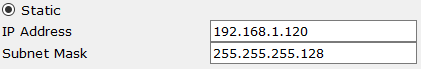 Static
IP Address 192.168.1.120
Subnet Mask 255.255.255.128